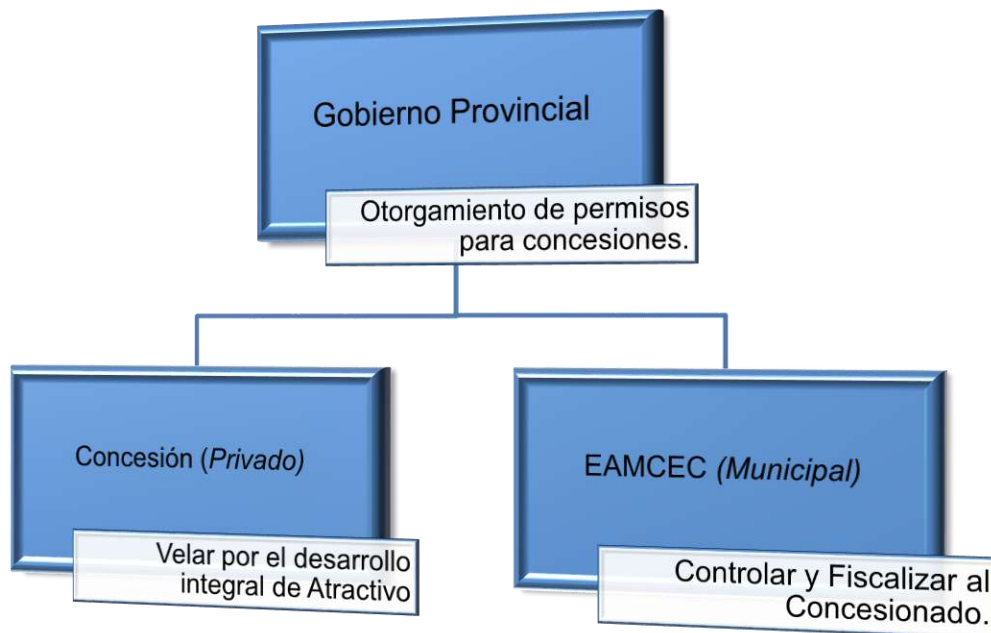 Gobierno Provincial
Otorgamiento de permisos
para concesiones.
Concesión (Privado)
Velar por el desarrollo
integral de Atractivo
EAMCEC (Municipal)
Controlar y Fiscalizar al
Concesionado.